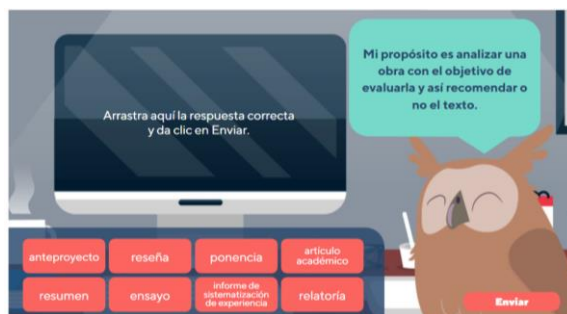 Mi propósito es analizar una
obra con el objetivo de
evaluarla y así recomendar o
no el texto.
Arrastra aquí la respuesta correcta
y da clic en Enviar.
anteproyecto
reseña
ponencia
artículo
académico
resumen
ensayo
informe de
sistematización
de experiencia
relatoría
Enviar